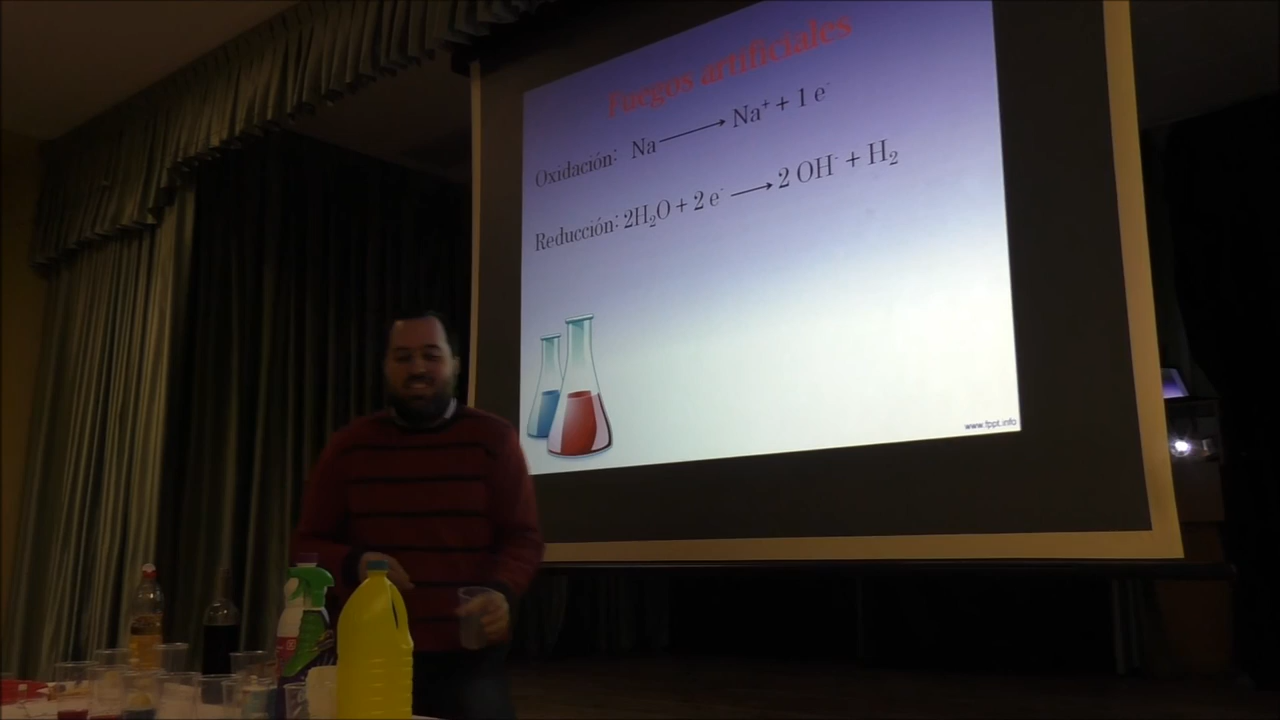 Fuegos artificiales
Oxidación: Na ⟶ Na⁺ + 1 e⁻
Reducción: 2H₂O + 2 e⁻ ⟶ 2 OH⁻ + H₂
www.fppt.info